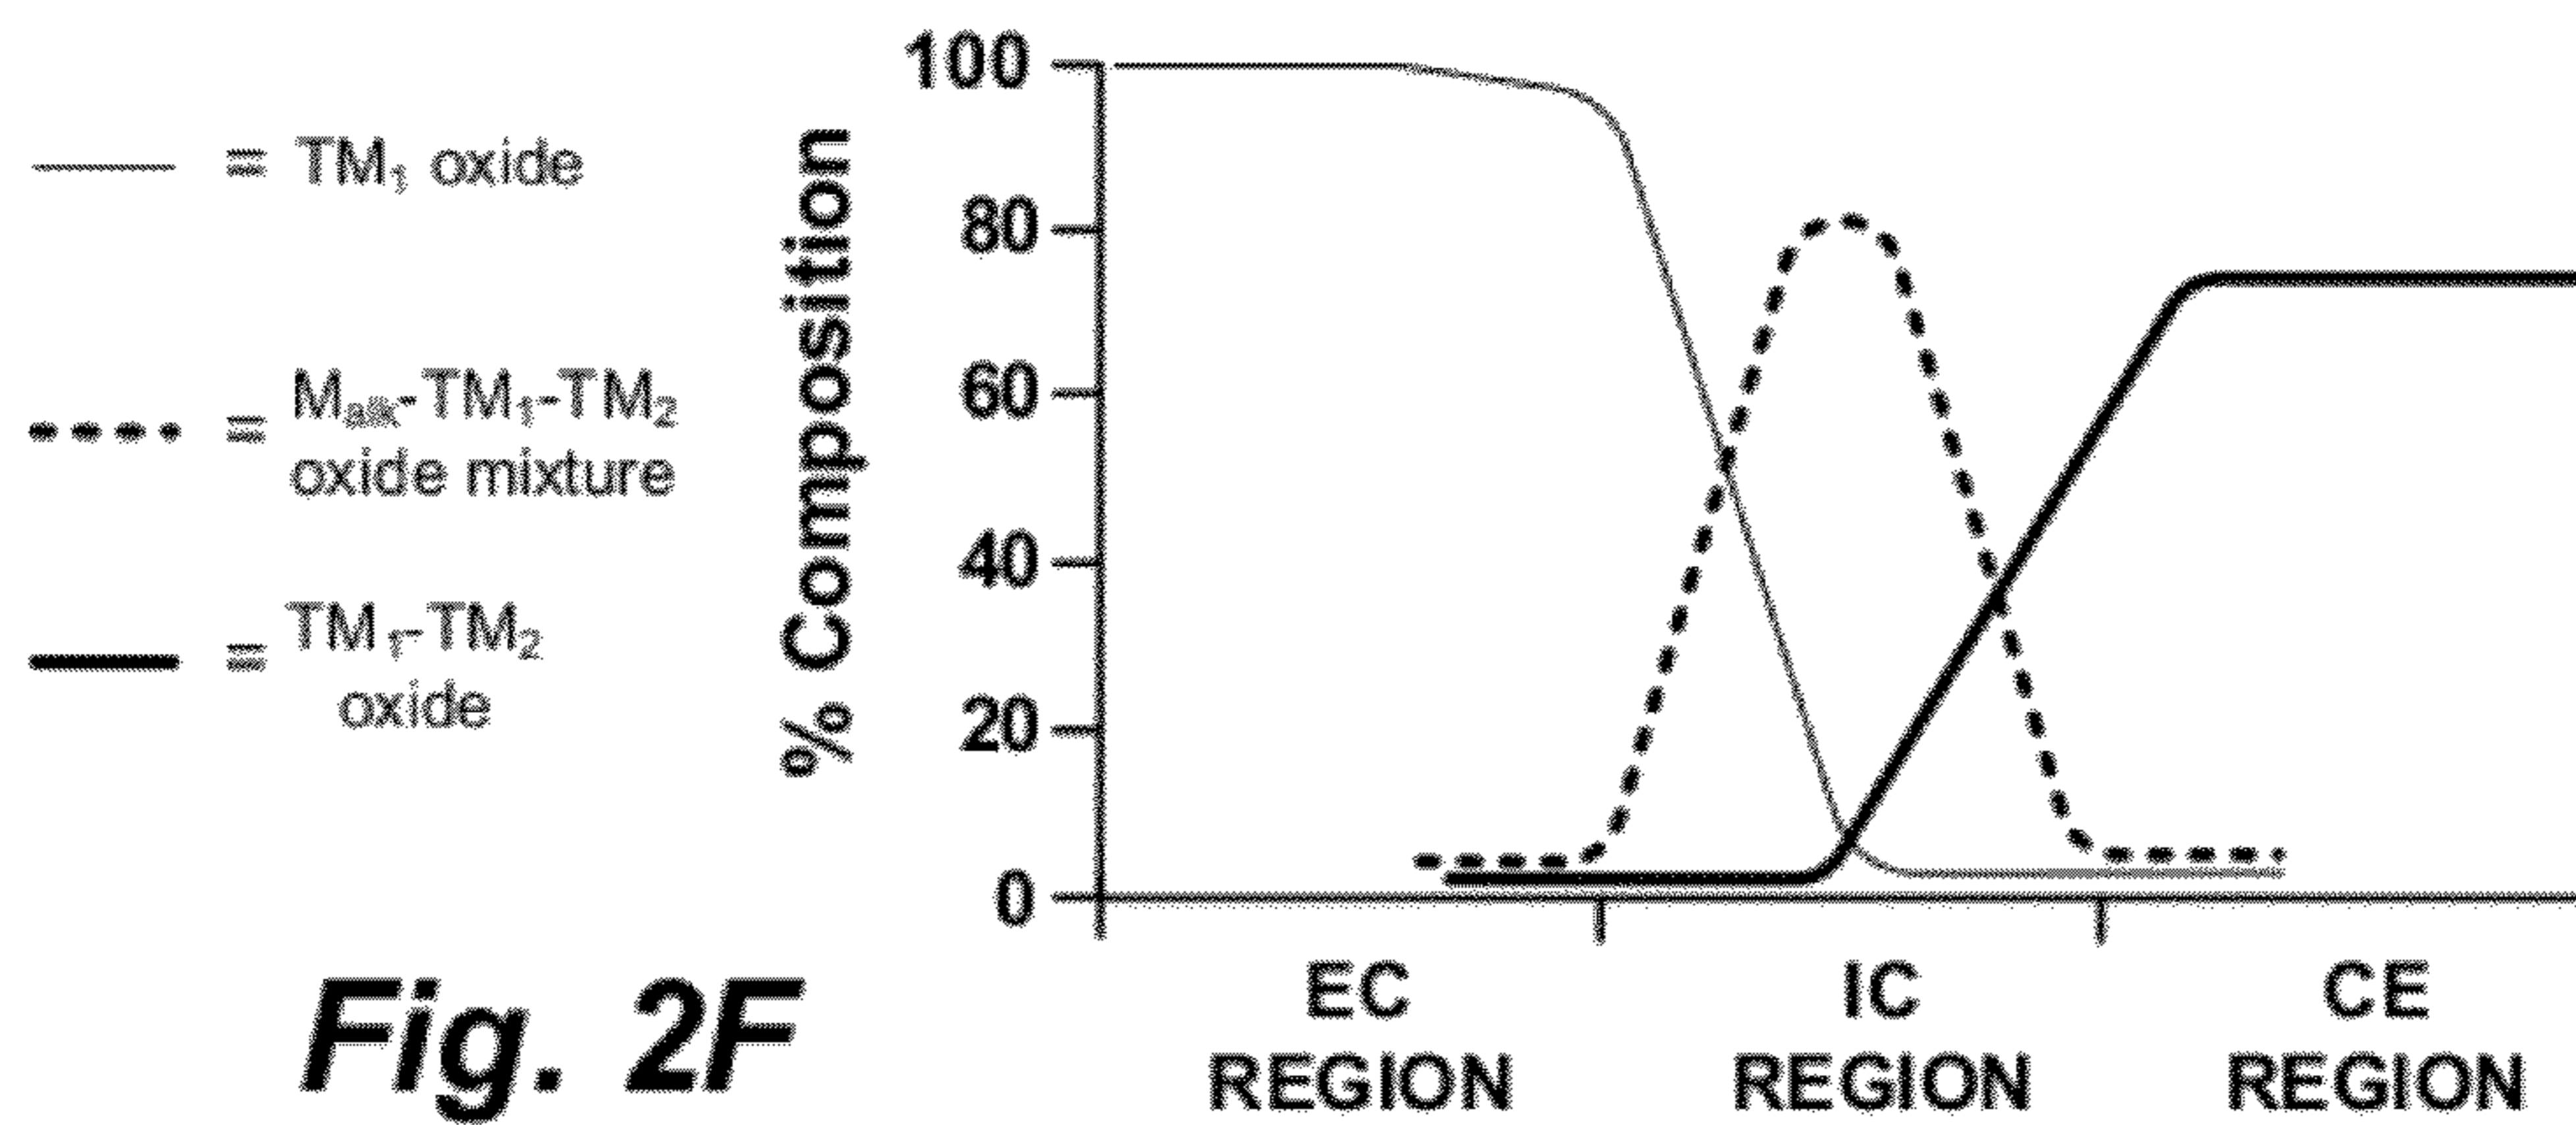 = TM₁ oxide
= Mₐₗₖ-TM₁-TM₂
oxide mixture
= TM₁-TM₂
oxide
% Composition
100
80
60
40
20
0
EC
REGION
IC
REGION
CE
REGION
Fig. 2F